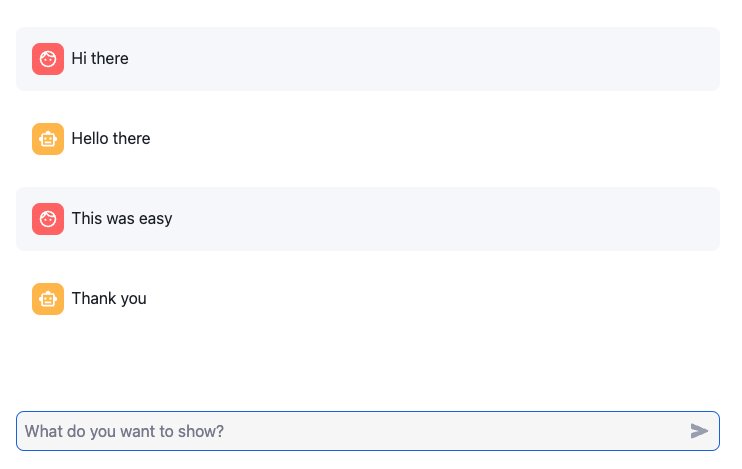 Hi there
Hello there
This was easy
Thank you
What do you want to show?